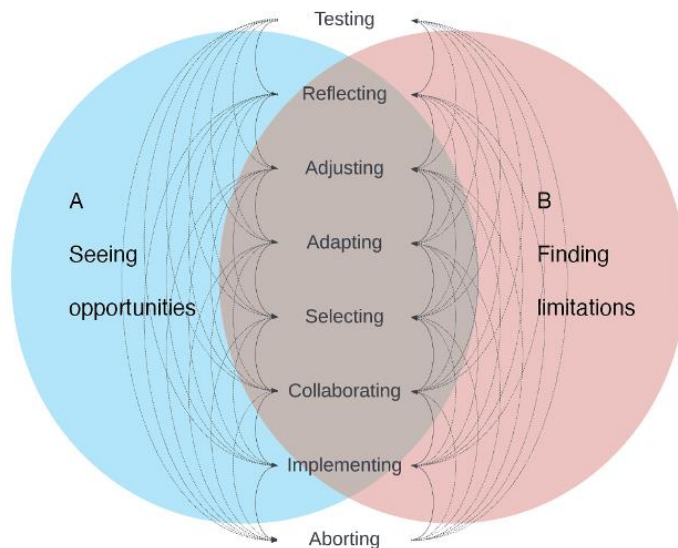 Testing
Reflecting
Adjusting
A
B
Seeing
Finding
Adapting
opportunities
limitations
Selecting
Collaborating
Implementing
Aborting